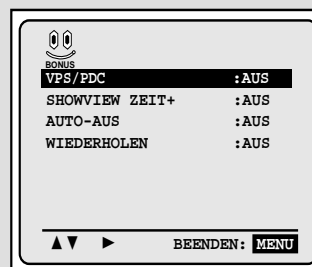 BONUS
VPS/PDC :AUS
SHOWVIEW ZEIT+ :AUS
AUTO-AUS :AUS
WIEDERHOLEN :AUS
▲▼ ► BEENDEN: MENU